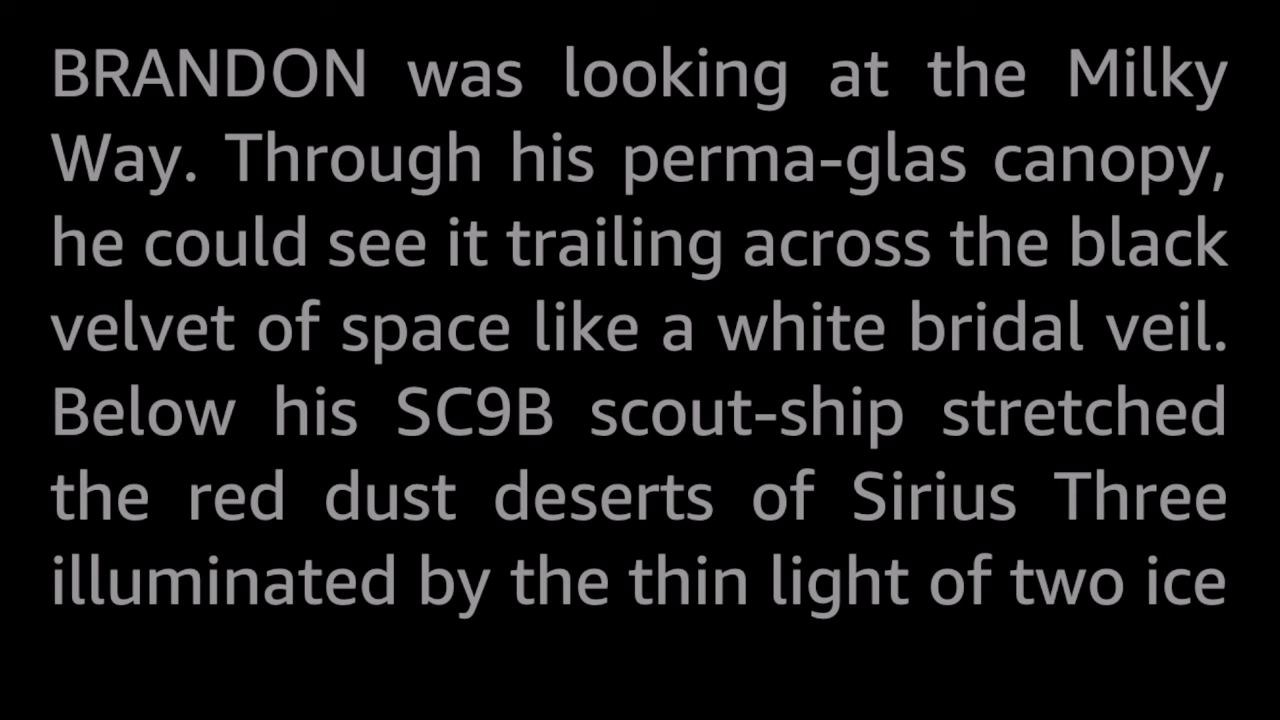 BRANDON was looking at the Milky
Way. Through his perma-glas canopy,
he could see it trailing across the black
velvet of space like a white bridal veil.
Below his SC9B scout-ship stretched
the red dust deserts of Sirius Three
illuminated by the thin light of two ice